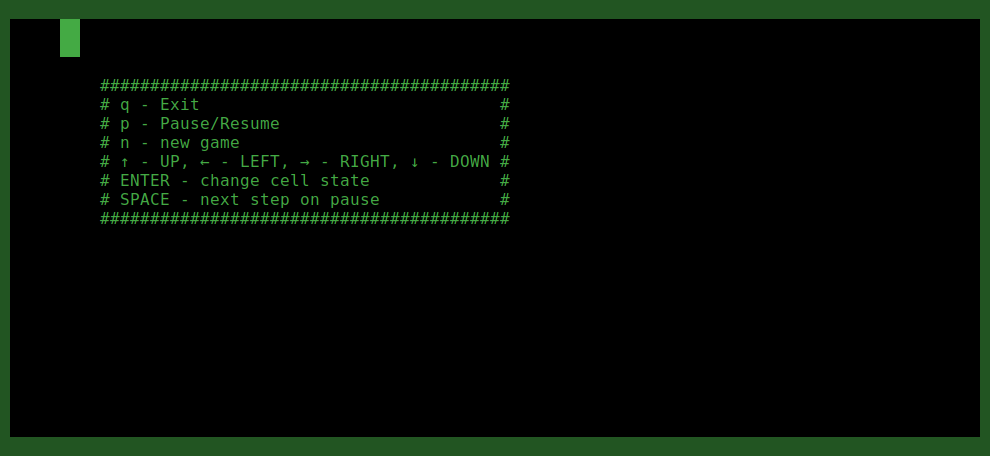 #########################################
# q - Exit                              #
# p - Pause/Resume                      #
# n - new game                          #
# ↑ - UP, ← - LEFT, → - RIGHT, ↓ - DOWN #
# ENTER - change cell state             #
# SPACE - next step on pause            #
#########################################